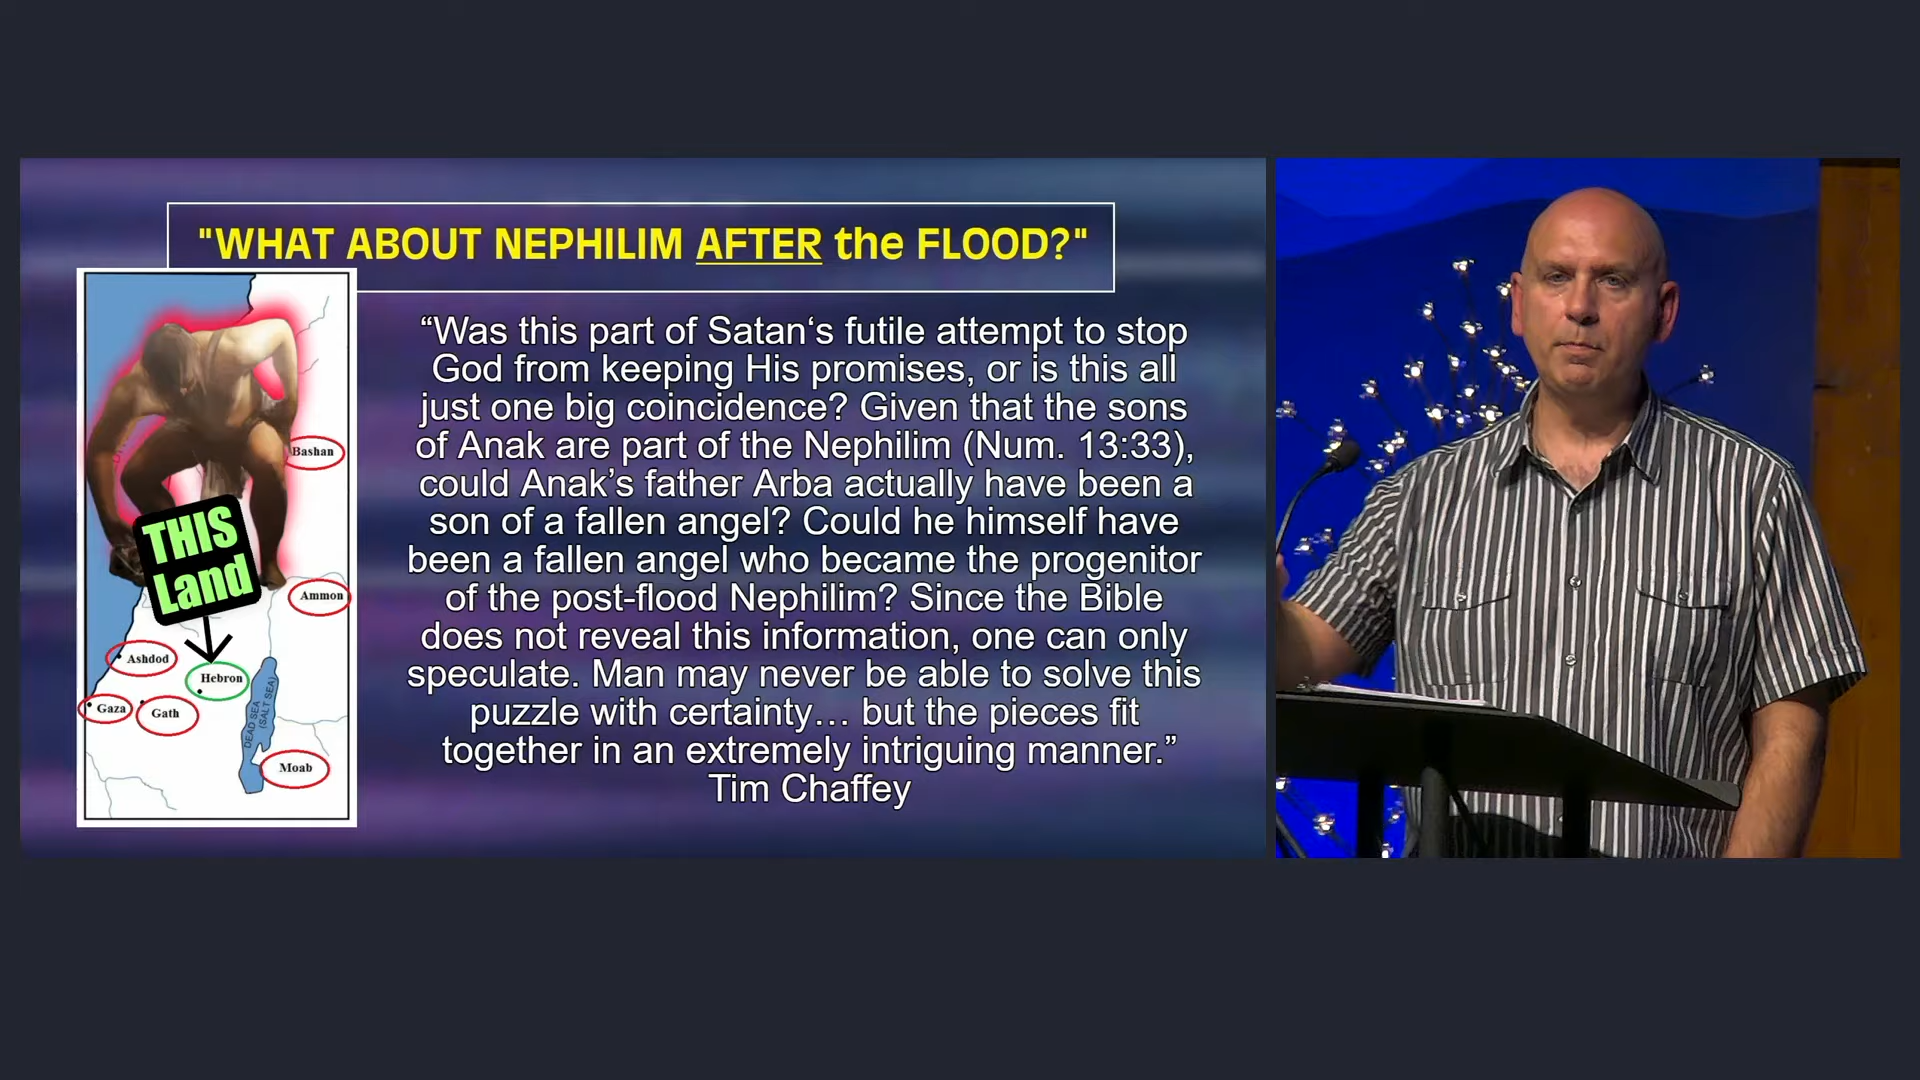 "WHAT ABOUT NEPHILIM AFTER the FLOOD?"
“Was this part of Satan‘s futile attempt to stop
God from keeping His promises, or is this all
just one big coincidence? Given that the sons
of Anak are part of the Nephilim (Num. 13:33),
could Anak’s father Arba actually have been a
son of a fallen angel? Could he himself have
been a fallen angel who became the progenitor
of the post-flood Nephilim? Since the Bible
does not reveal this information, one can only
speculate. Man may never be able to solve this
puzzle with certainty… but the pieces fit
together in an extremely intriguing manner.”
Tim Chaffey
Bashan
THIS
Land
Ammon
Ashdod
Hebron
Gaza
Gath
DEAD SEA
(SALT SEA)
Moab